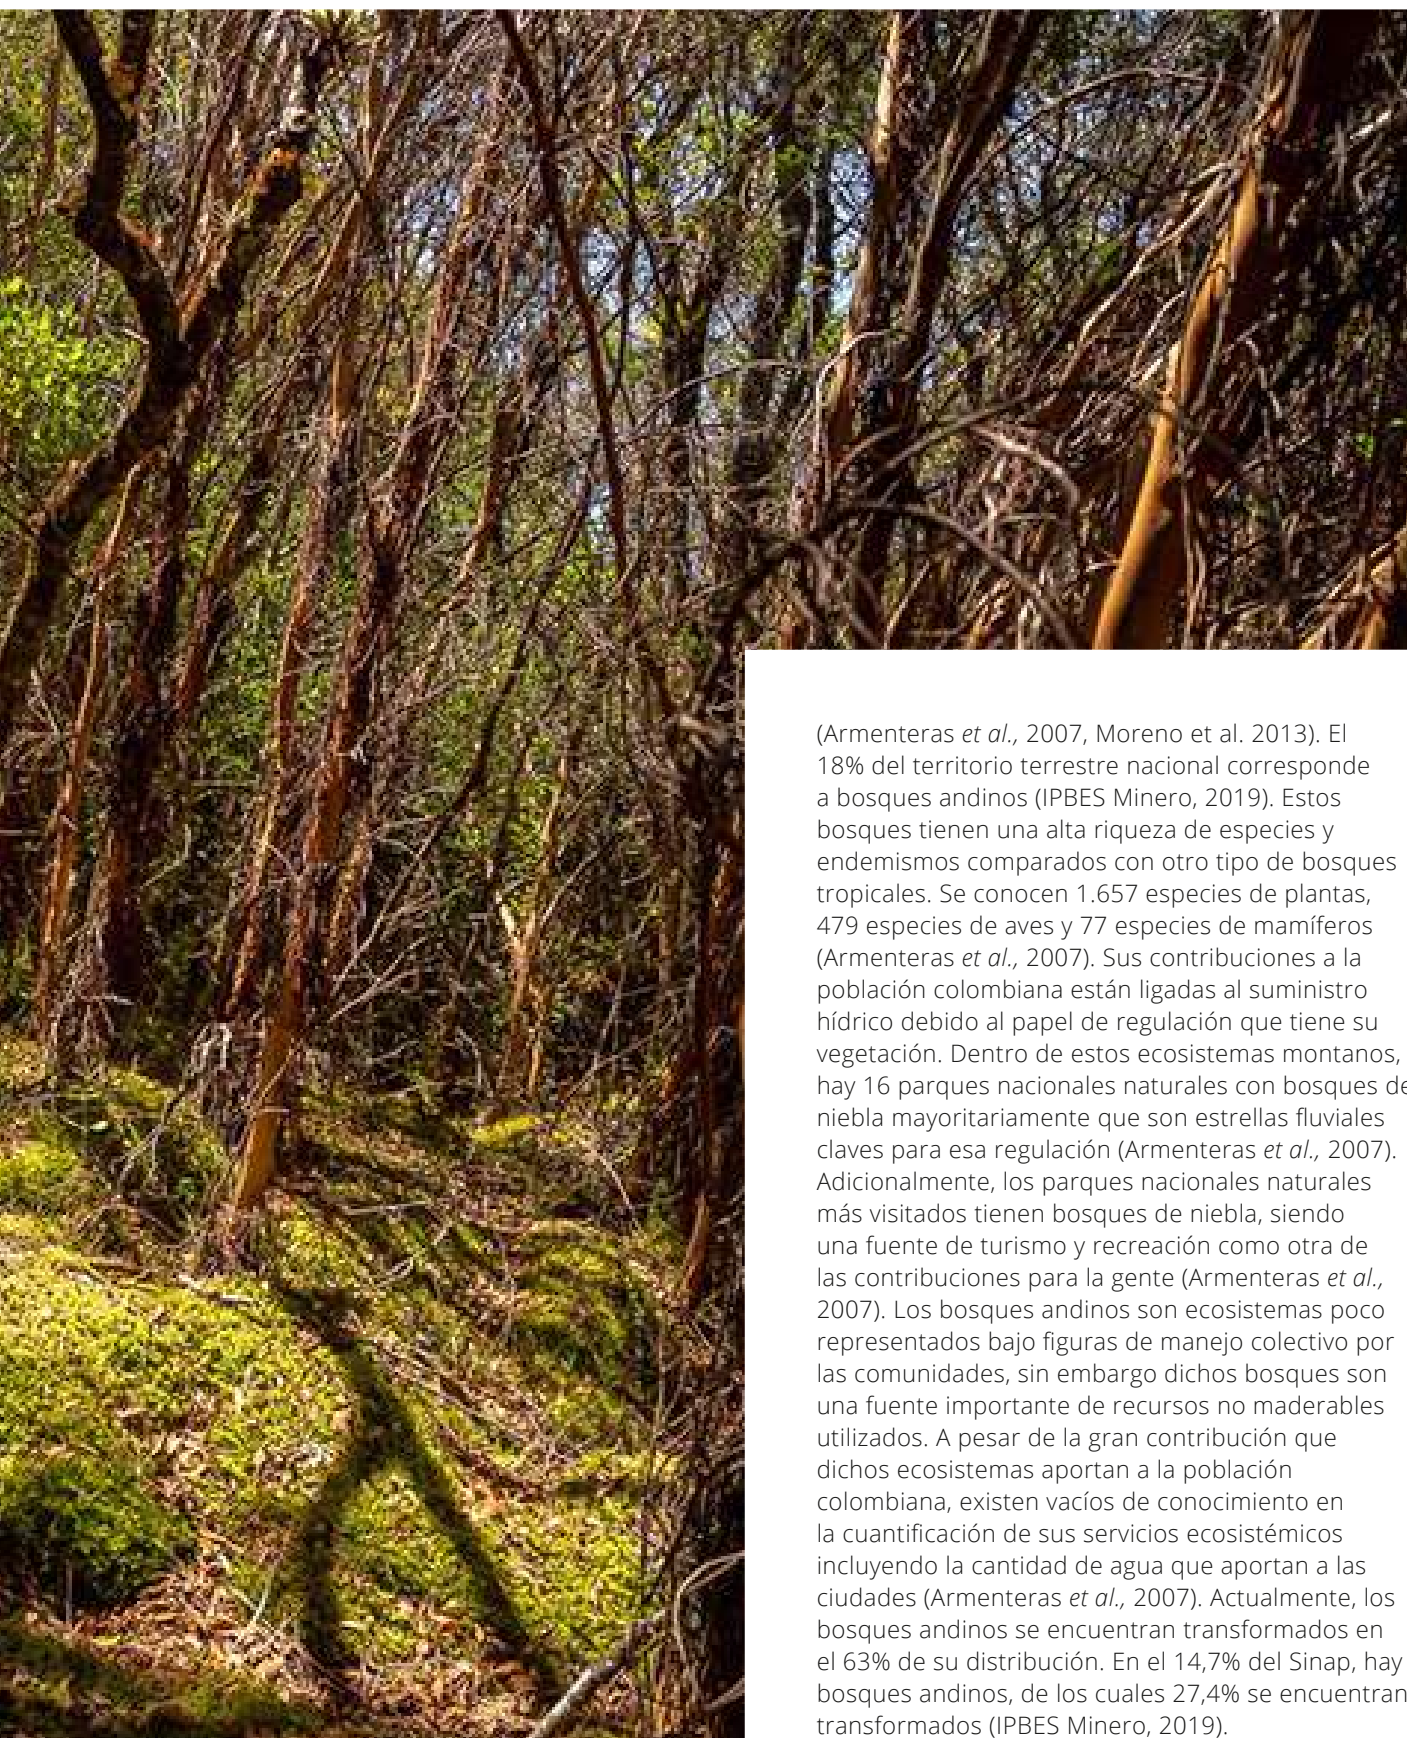 (Armenteras et al., 2007, Moreno et al. 2013). El
18% del territorio terrestre nacional corresponde
a bosques andinos (IPBES Minero, 2019). Estos
bosques tienen una alta riqueza de especies y
endemismos comparados con otro tipo de bosques
tropicales. Se conocen 1.657 especies de plantas,
479 especies de aves y 77 especies de mamíferos
(Armenteras et al., 2007). Sus contribuciones a la
población colombiana están ligadas al suministro
hídrico debido al papel de regulación que tiene su
vegetación. Dentro de estos ecosistemas montanos,
hay 16 parques nacionales naturales con bosques de
niebla mayoritariamente que son estrellas fluviales
claves para esa regulación (Armenteras et al., 2007).
Adicionalmente, los parques nacionales naturales
más visitados tienen bosques de niebla, siendo
una fuente de turismo y recreación como otra de
las contribuciones para la gente (Armenteras et al.,
2007). Los bosques andinos son ecosistemas poco
representados bajo figuras de manejo colectivo por
las comunidades, sin embargo dichos bosques son
una fuente importante de recursos no maderables
utilizados. A pesar de la gran contribución que
dichos ecosistemas aportan a la población
colombiana, existen vacíos de conocimiento en
la cuantificación de sus servicios ecosistémicos
incluyendo la cantidad de agua que aportan a las
ciudades (Armenteras et al., 2007). Actualmente, los
bosques andinos se encuentran transformados en
el 63% de su distribución. En el 14,7% del Sinap, hay
bosques andinos, de los cuales 27,4% se encuentran
transformados (IPBES Minero, 2019).